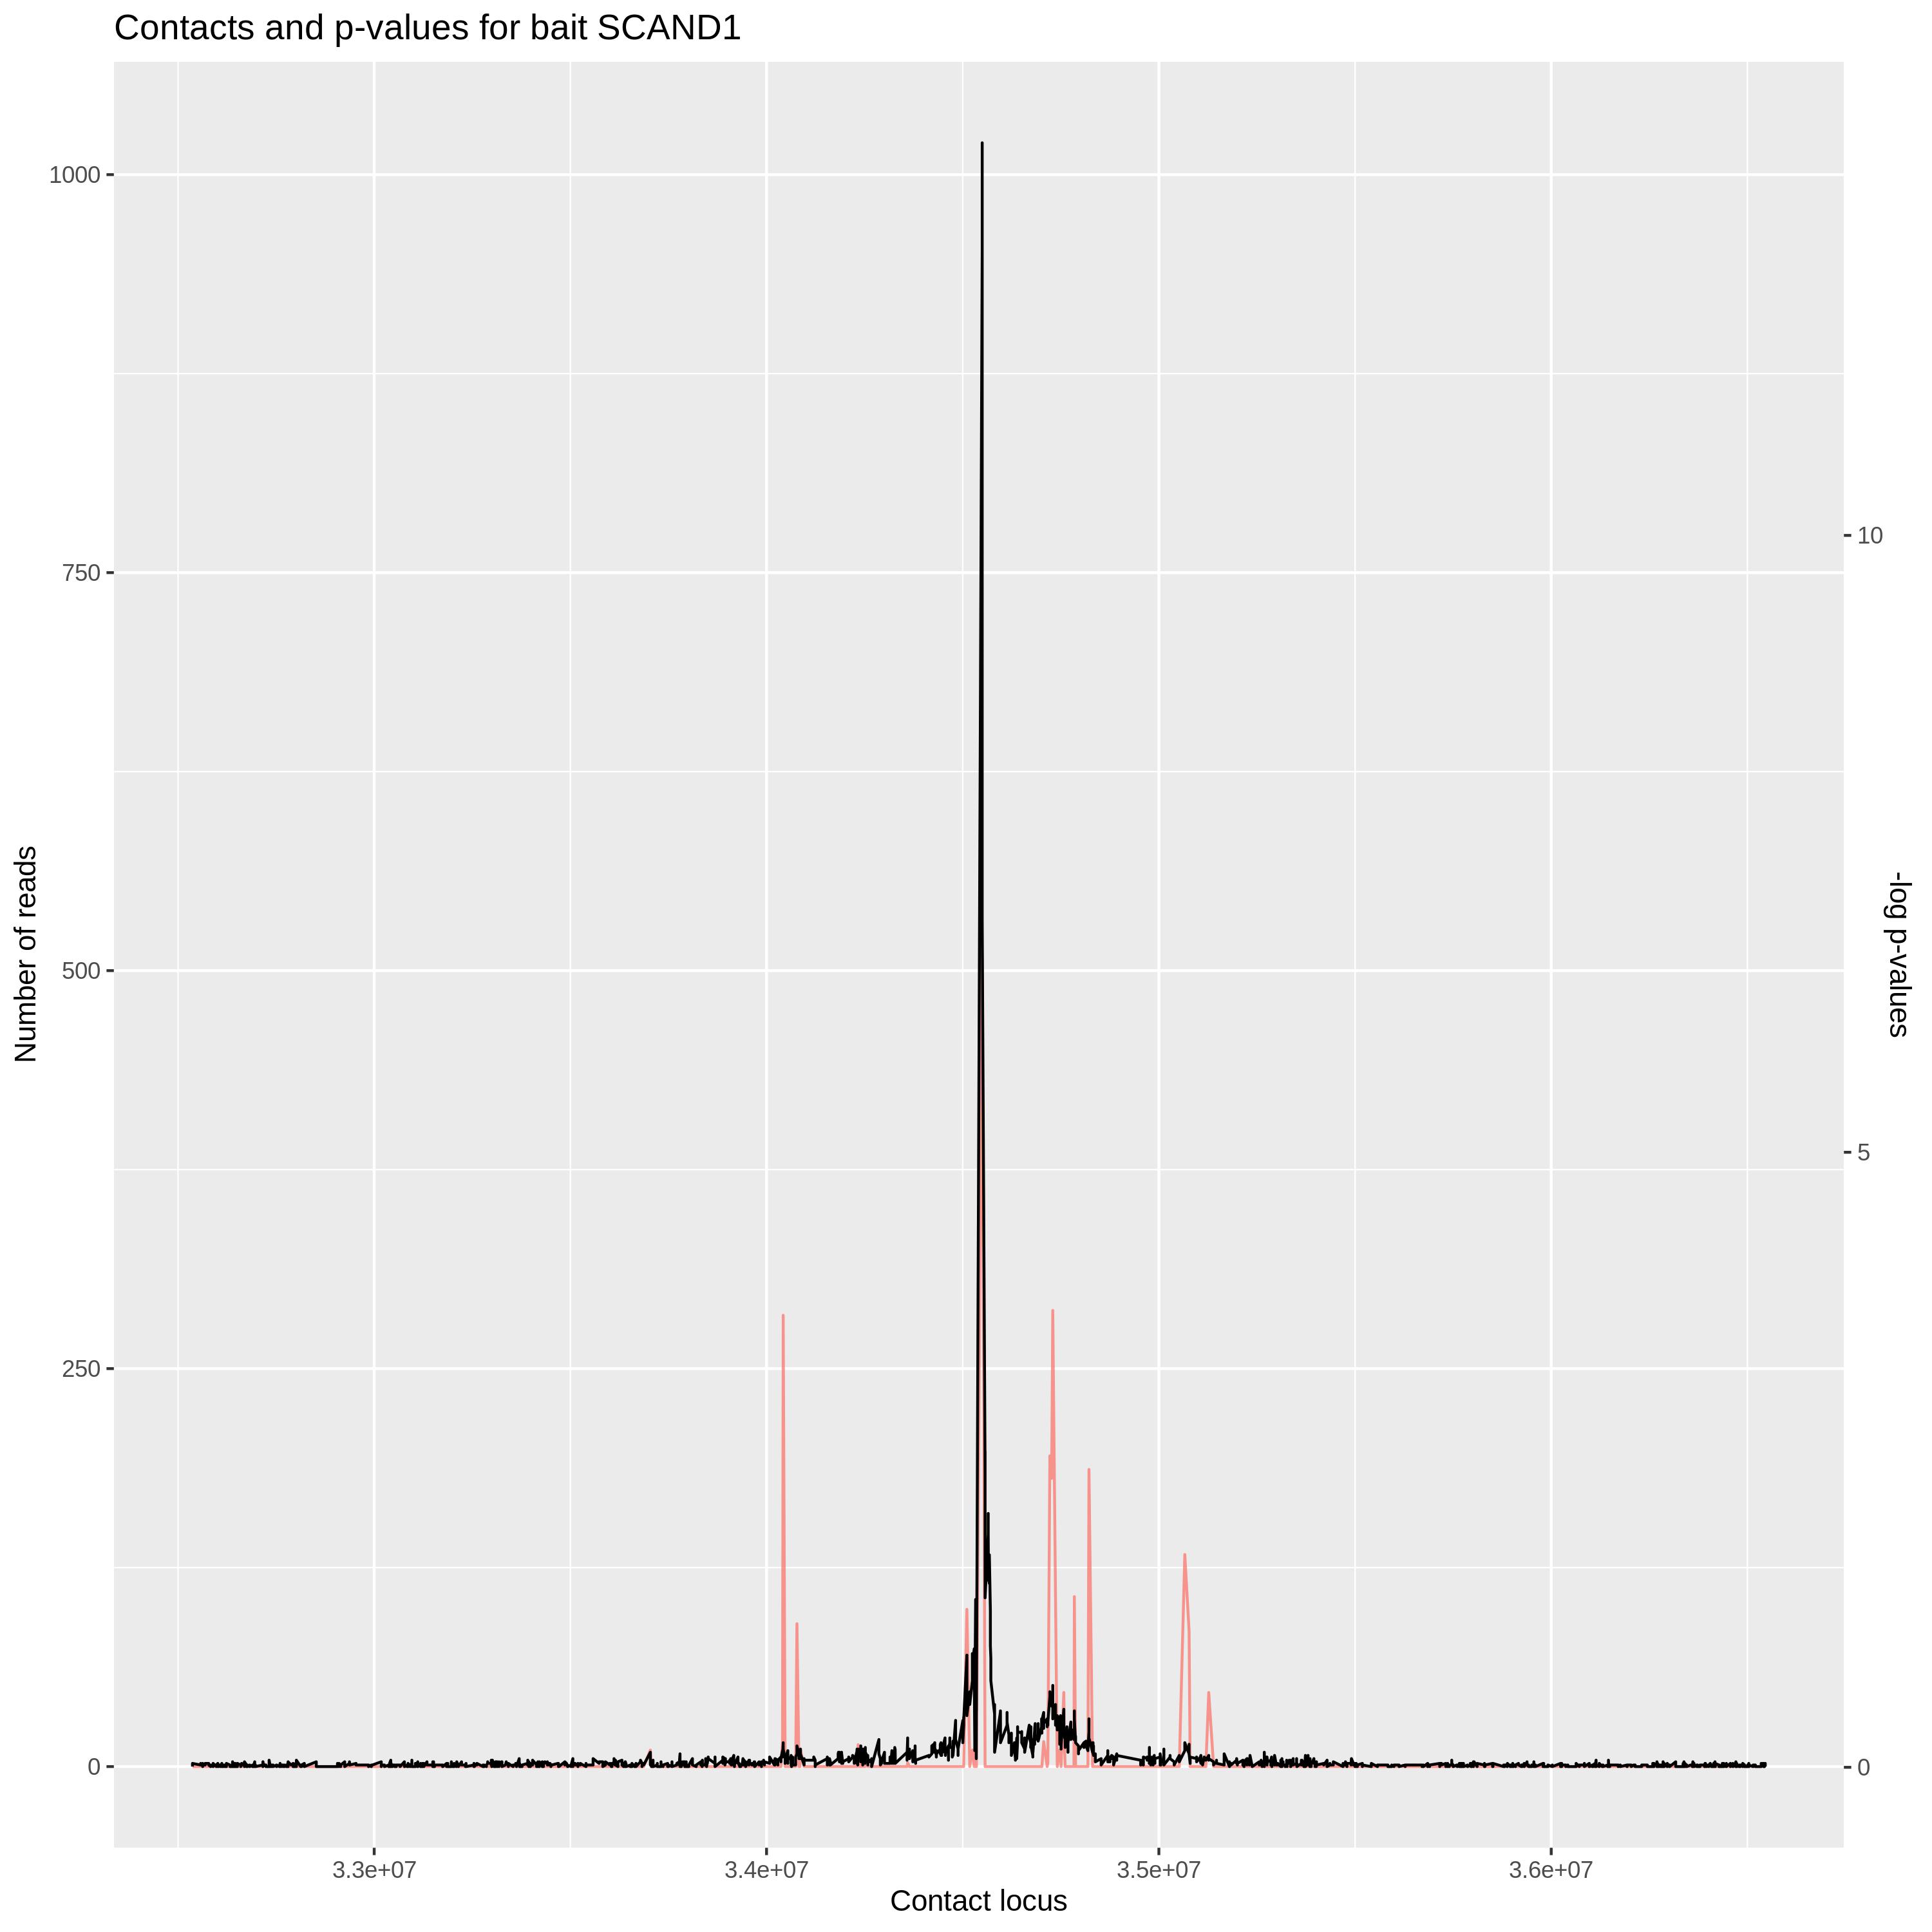 Contacts and p-values for bait SCAND1
1000
750
500
250
0
Number of reads
10
5
0
-log p-values
3.3e+07
3.4e+07
3.5e+07
3.6e+07
Contact locus